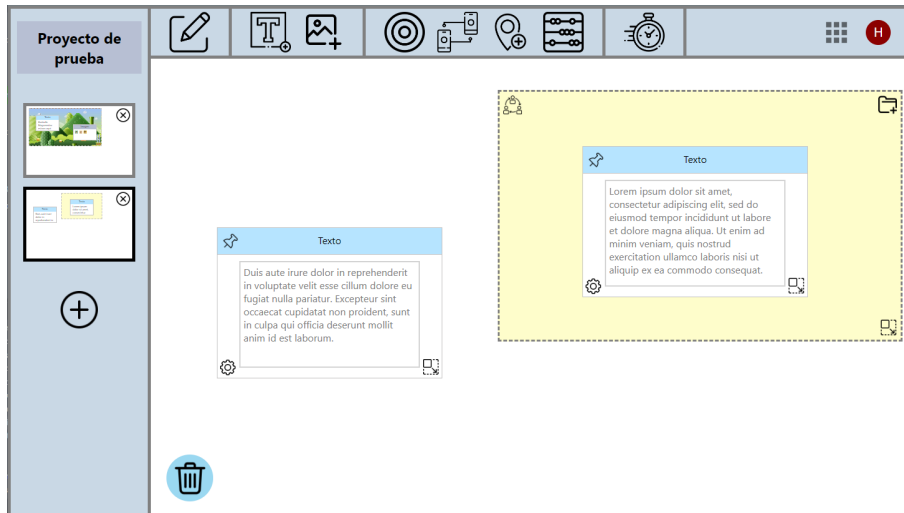 Proyecto de
prueba
H
Texto
Lorem ipsum dolor sit amet,
consectetur adipiscing elit, sed do
eiusmod tempor incididunt ut labore
et dolore magna aliqua. Ut enim ad
minim veniam, quis nostrud
exercitation ullamco laboris nisi ut
aliquip ex ea commodo consequat.
Texto
Duis aute irure dolor in reprehenderit
in voluptate velit esse cillum dolore eu
fugiat nulla pariatur. Excepteur sint
occaecat cupidatat non proident, sunt
in culpa qui officia deserunt mollit
anim id est laborum.